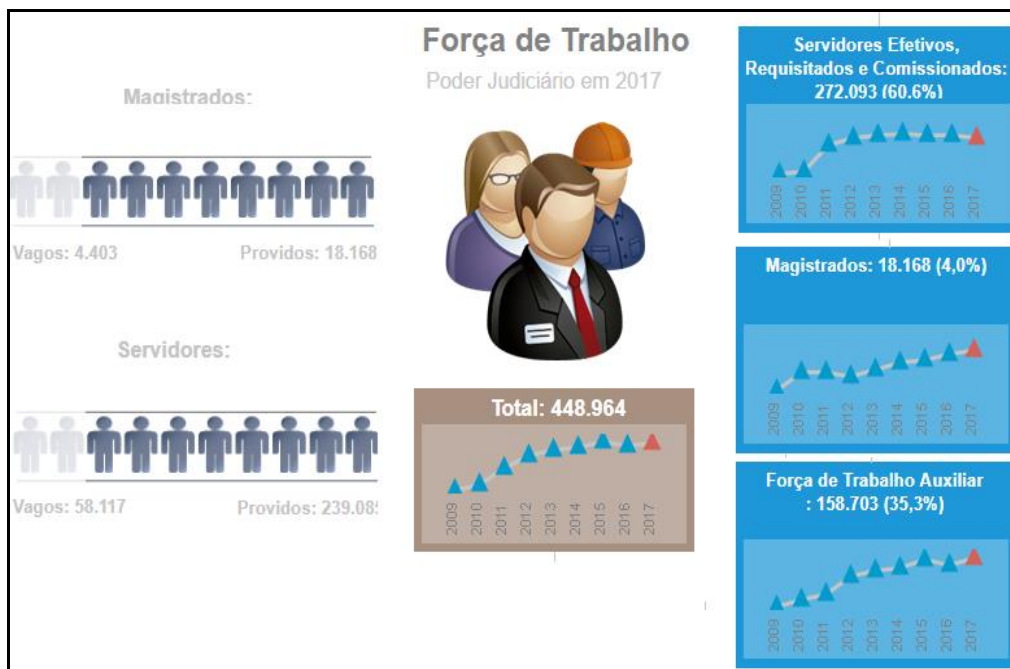 Força de Trabalho
Poder Judiciário em 2017
Magistrados:
Vagos: 4.403
Providos: 18.168
Servidores:
Vagos: 58.117
Providos: 239.085
Total: 448.964
2009 2010 2011 2012 2013 2014 2015 2016 2017
Servidores Efetivos,
Requisitados e Comissionados:
272.093 (60.6%)
2009 2010 2011 2012 2013 2014 2015 2016 2017
Magistrados: 18.168 (4,0%)
2009 2010 2011 2012 2013 2014 2015 2016 2017
Força de Trabalho Auxiliar
: 158.703 (35,3%)
2009 2010 2011 2012 2013 2014 2015 2016 2017